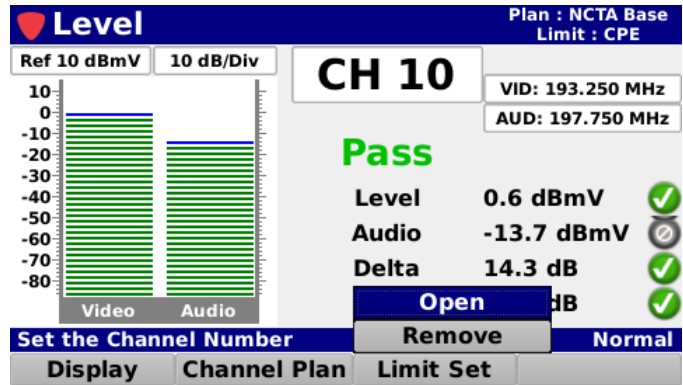 Level
Plan : NCTA Base
Limit : CPE
Ref 10 dBmV
10 dB/Div
CH 10
VID: 193.250 MHz
AUD: 197.750 MHz
10
0
-10
-20
-30
-40
-50
-60
-70
-80
Video
Audio
Pass
Level 0.6 dBmV
Audio -13.7 dBmV
Delta 14.3 dB
dB
Open
Remove
Set the Channel Number
Normal
Display
Channel Plan
Limit Set